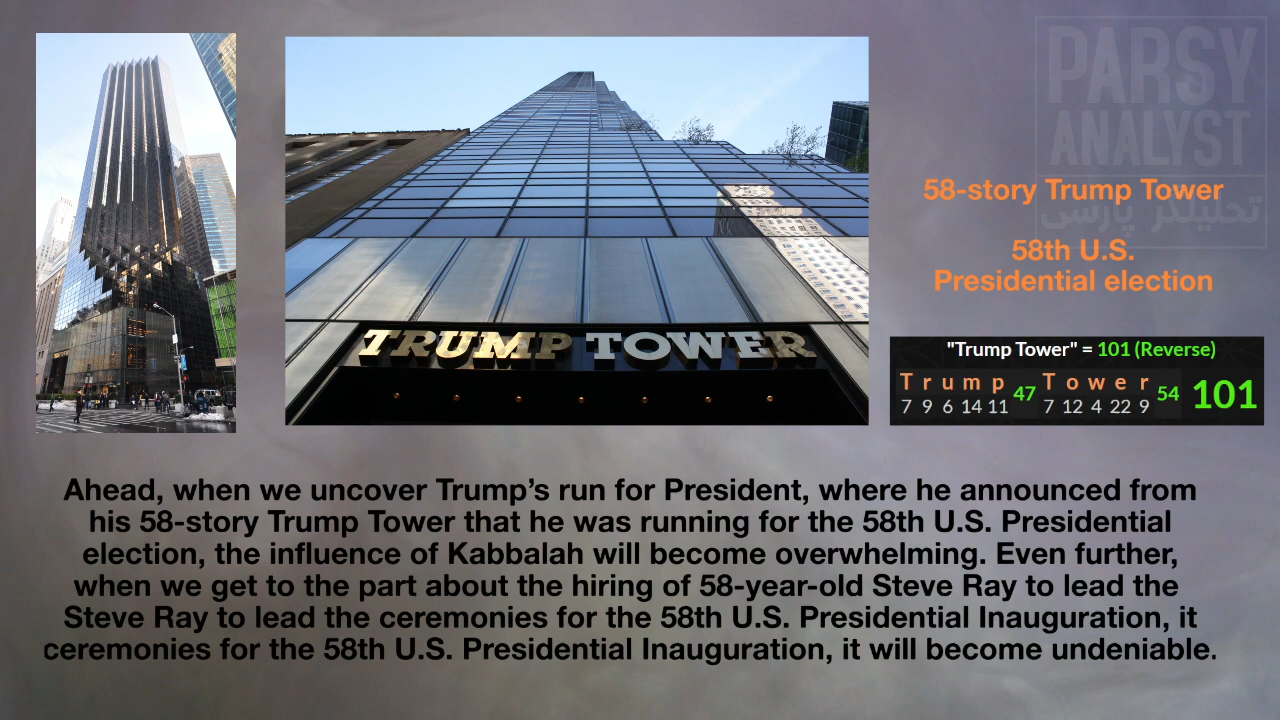 PARSY
ANALYST
تحلیلگر پارسی
58-story Trump Tower
58th U.S.
Presidential election
TRUMP TOWER
"Trump Tower" = 101 (Reverse)
T r u m p 47 T o w e r 54 101
7 9 6 14 11 7 12 4 22 9
Ahead, when we uncover Trump’s run for President, where he announced from
his 58-story Trump Tower that he was running for the 58th U.S. Presidential
election, the influence of Kabbalah will become overwhelming. Even further,
when we get to the part about the hiring of 58-year-old Steve Ray to lead the
Steve Ray to lead the ceremonies for the 58th U.S. Presidential Inauguration, it
ceremonies for the 58th U.S. Presidential Inauguration, it will become undeniable.